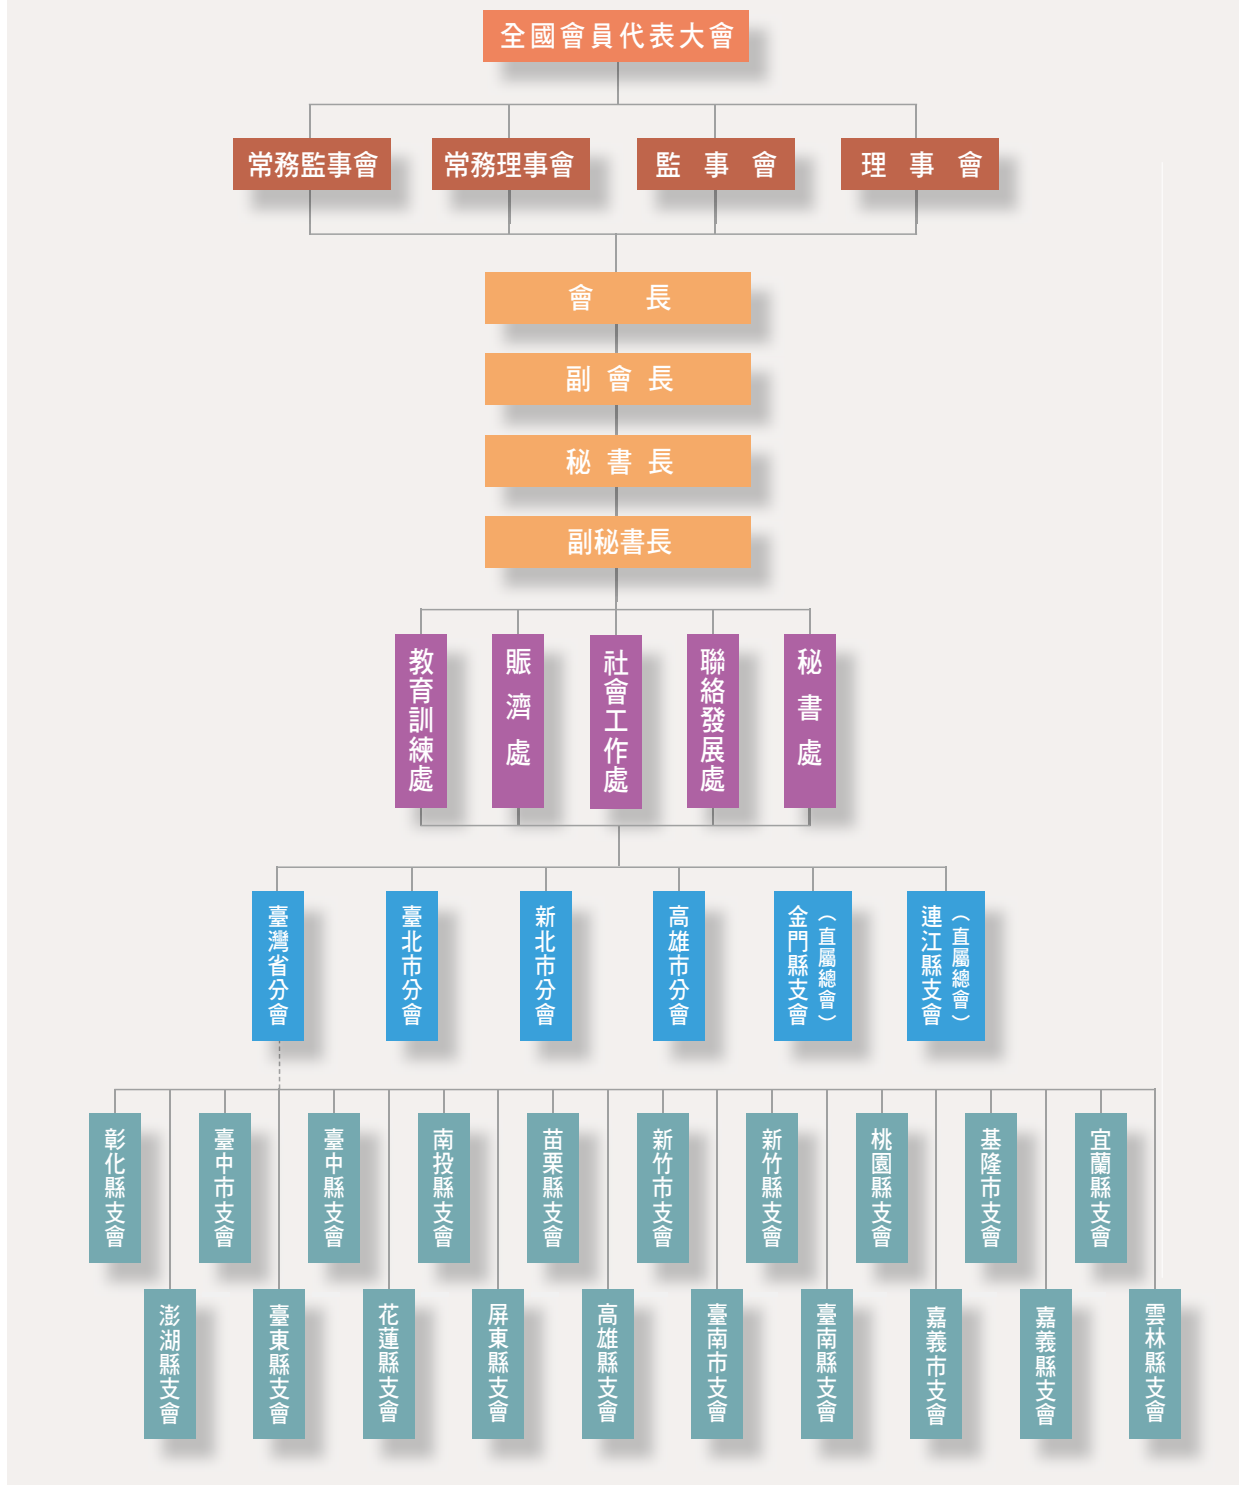 全國會員代表大會
常務監事會
常務理事會
監事會
理事會
會長
副會長
秘書長
副秘書長
教育訓練處
賑濟處
社會工作處
聯絡發展處
秘書處
臺灣省分會
臺北市分會
新北市分會
高雄市分會
金門縣支會
（直屬總會）
連江縣支會
（直屬總會）
彰化縣支會
臺中市支會
臺中縣支會
南投縣支會
苗栗縣支會
新竹市支會
新竹縣支會
桃園縣支會
基隆市支會
宜蘭縣支會
澎湖縣支會
臺東縣支會
花蓮縣支會
屏東縣支會
高雄縣支會
臺南市支會
臺南縣支會
嘉義市支會
嘉義縣支會
雲林縣支會